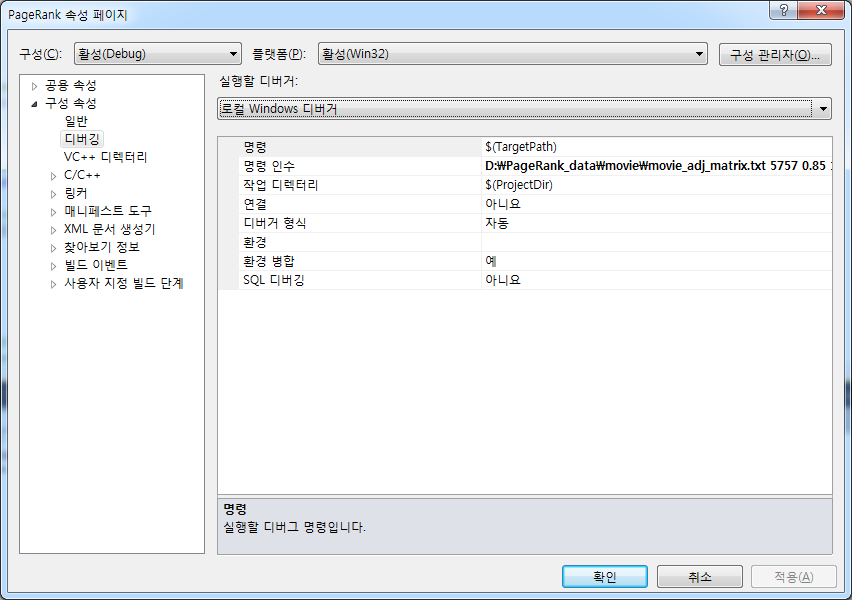 PageRank 속성 페이지
구성(C): 활성(Debug) 플랫폼(P): 활성(Win32) 구성 관리자(O)...
공용 속성
구성 속성
일반
디버깅
VC++ 디렉터리
C/C++
링커
매니페스트 도구
XML 문서 생성기
찾아보기 정보
빌드 이벤트
사용자 지정 빌드 단계
실행할 디버거:
로컬 Windows 디버거
명령 $(TargetPath)
명령 인수 D:₩PageRank_data₩movie₩movie_adj_matrix.txt 5757 0.85
작업 디렉터리 $(ProjectDir)
연결 아니요
디버거 형식 자동
환경
환경 병합 예
SQL 디버깅 아니요
명령
실행할 디버그 명령입니다.
확인 취소 적용(A)